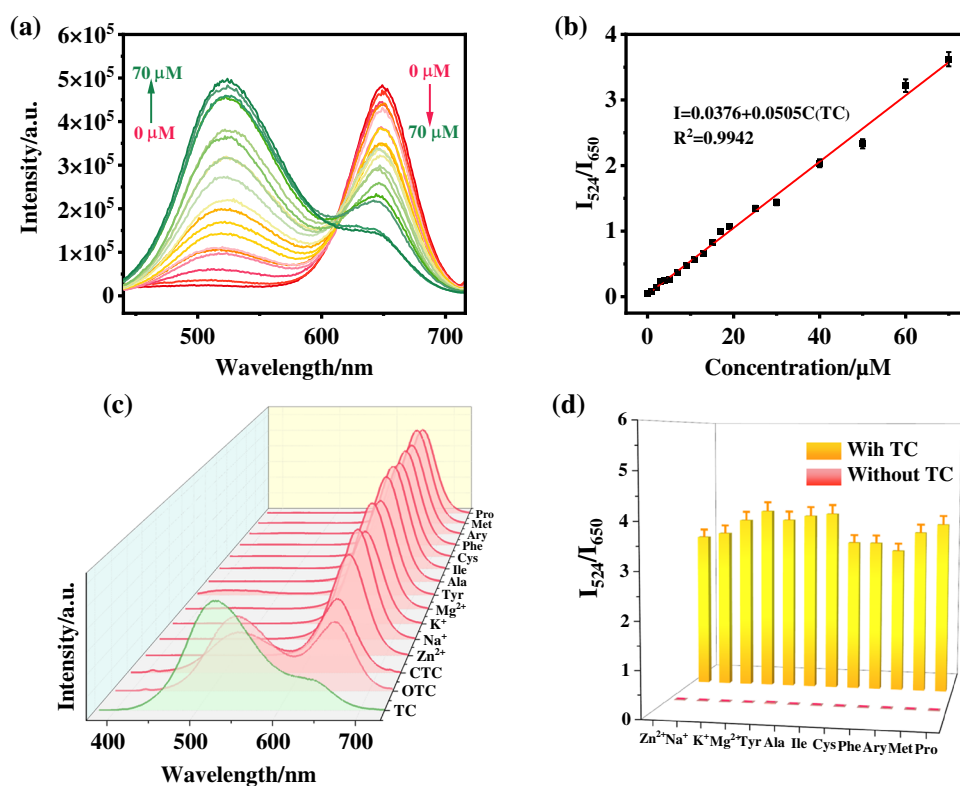 (a)
6×10⁵
5×10⁵
4×10⁵
3×10⁵
2×10⁵
1×10⁵
0
Intensity/a.u.
70 μM
0 μM
0 μM
70 μM
500
600
700
Wavelength/nm
(b)
4
3
2
1
0
I₅₂₄/I₆₅₀
I=0.0376+0.0505C(TC)
R²=0.9942
0
20
40
60
Concentration/μM
(c)
Intensity/a.u.
Pro
Met
Ary
Phe
Cys
Ile
Ala
Tyr
Mg²⁺
K⁺
Na⁺
Zn²⁺
CTC
OTC
TC
400
500
600
700
Wavelength/nm
(d)
6
5
4
3
2
1
0
I₅₂₄/I₆₅₀
Wih TC
Without TC
Zn²⁺ Na⁺ K⁺ Mg²⁺ Tyr Ala Ile Cys Phe Ary Met Pro